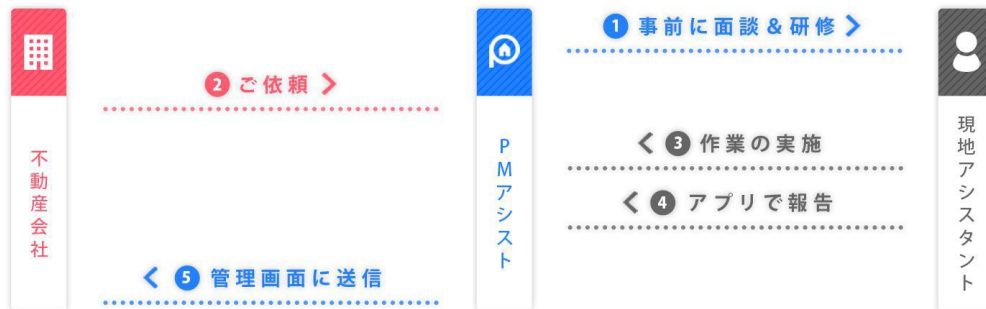 1 事前に面談&研修
2 ご依頼
3 作業の実施
4 アプリで報告
5 管理画面に送信
不動産会社
PMアシスト
現地アシスタント